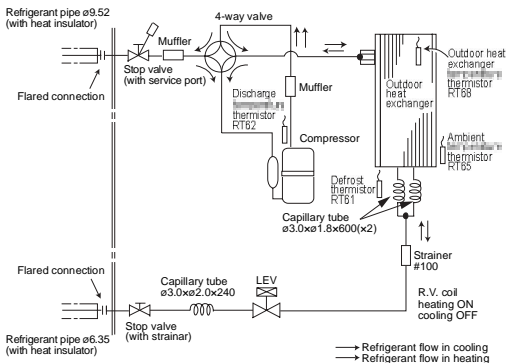 Refrigerant pipe ø9.52
(with heat insulator)
4-way valve
Muffler
Stop valve
(with service port)
Flared connection
Discharge
thermistor
RT62
Muffler
Compressor
Outdoor
heat
exchanger
Outdoor heat
exchanger
thermistor
RT68
Ambient
thermistor
RT65
Defrost
thermistor
RT61
Capillary tube
ø3.0×ø1.8×600(×2)
Strainer
#100
R.V. coil
heating ON
cooling OFF
Flared connection
Capillary tube
ø3.0×ø2.0×240
LEV
Stop valve
(with strainar)
Refrigerant pipe ø6.35
(with heat insulator)
Refrigerant flow in cooling
Refrigerant flow in heating